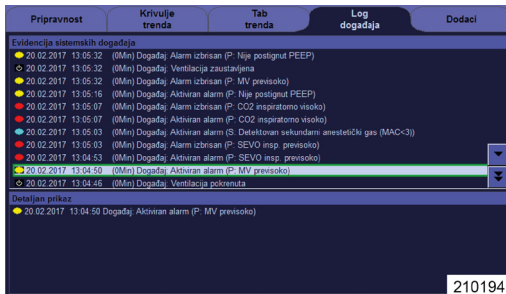 Pripravnost
Krivulje trenda
Tab trenda
Log događaja
Dodaci
Evidencija sistemskih događaja
20.02.2017 13:05:32 (0Min) Događaj: Alarm izbrisan (P: Nije postignut PEEP)
20.02.2017 13:05:32 (0Min) Događaj: Ventilacija zaustavljena
20.02.2017 13:05:32 (0Min) Događaj: Alarm izbrisan (P: MV previsoko)
20.02.2017 13:05:16 (0Min) Događaj: Aktiviran alarm (P: Nije postignut PEEP)
20.02.2017 13:05:07 (0Min) Događaj: Alarm izbrisan (P: CO2 inspiratorno visoko)
20.02.2017 13:05:07 (0Min) Događaj: Aktiviran alarm (P: CO2 inspiratorno visoko)
20.02.2017 13:05:03 (0Min) Događaj: Aktiviran alarm (S: Detektovan sekundarni anestetički gas (MAC<3))
20.02.2017 13:05:03 (0Min) Događaj: Alarm izbrisan (P: SEVO insp. previsoko)
20.02.2017 13:04:53 (0Min) Događaj: Aktiviran alarm (P: SEVO insp. previsoko)
20.02.2017 13:04:50 (0Min) Događaj: Aktiviran alarm (P: MV previsoko)
20.02.2017 13:04:46 (0Min) Događaj: Ventilacija pokrenuta
Detaljan prikaz
20.02.2017 13:04:50 Događaj: Aktiviran alarm (P: MV previsoko)
210194